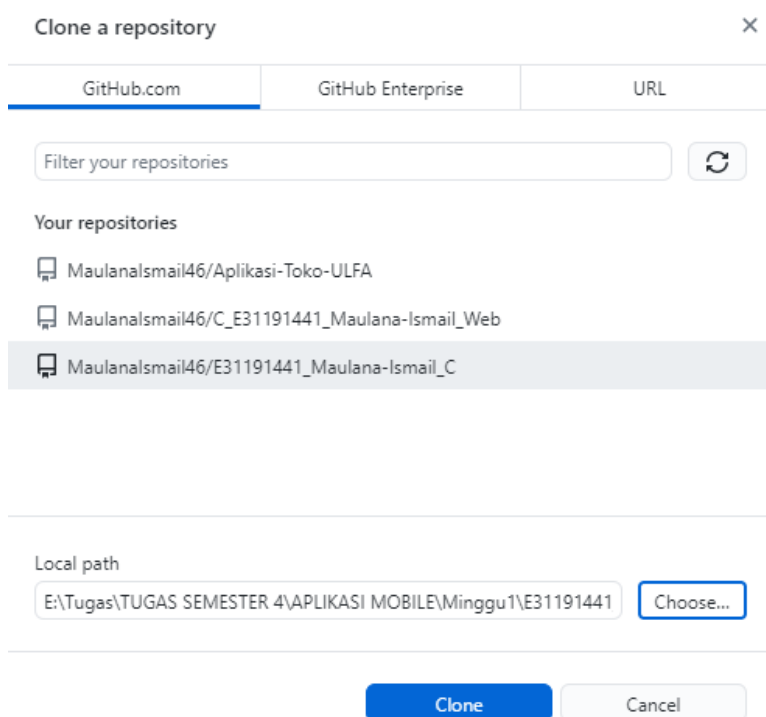 Clone a repository
GitHub.com GitHub Enterprise URL
Filter your repositories
Your repositories
MaulanaIsmail46/Aplikasi-Toko-ULFA
MaulanaIsmail46/C_E31191441_Maulana-Ismail_Web
MaulanaIsmail46/E31191441_Maulana-Ismail_C
Local path
E:\Tugas\TUGAS SEMESTER 4\APLIKASI MOBILE\Minggu1\E31191441 Choose...
Clone Cancel